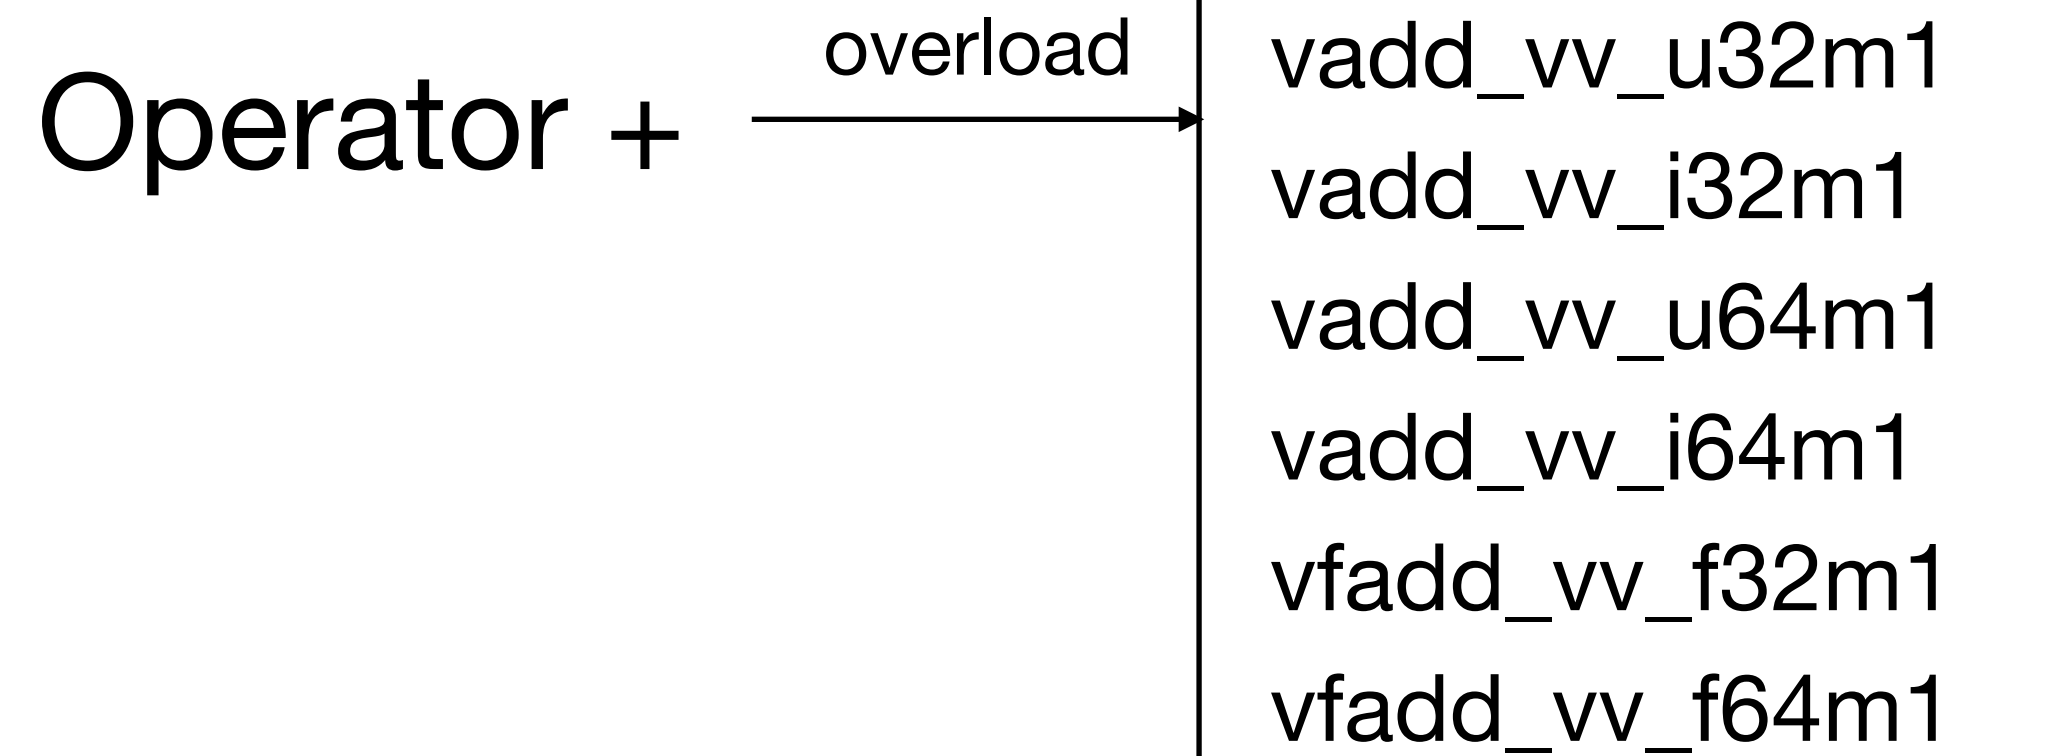 Operator +
overload
vadd_vv_u32m1
vadd_vv_i32m1
vadd_vv_u64m1
vadd_vv_i64m1
vfadd_vv_f32m1
vfadd_vv_f64m1